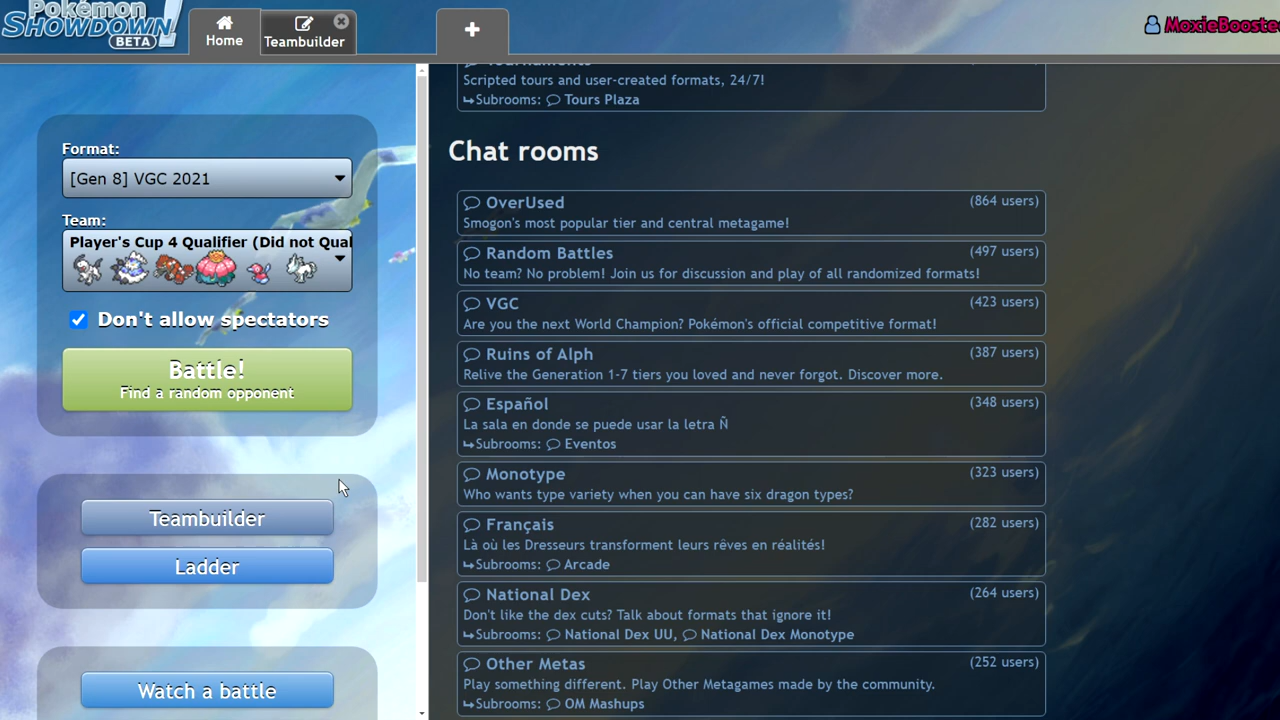 Pokémon
SHOWDOWN!
BETA
Home
Teambuilder
MoxieBooste
Format:
[Gen 8] VGC 2021
Team:
Player's Cup 4 Qualifier (Did not Qual
Don't allow spectators
Battle!
Find a random opponent
Teambuilder
Ladder
Watch a battle
Tournaments
Scripted tours and user-created formats, 24/7!
↳Subrooms: Tours Plaza
Chat rooms
OverUsed (864 users)
Smogon's most popular tier and central metagame!
Random Battles (497 users)
No team? No problem! Join us for discussion and play of all randomized formats!
VGC (423 users)
Are you the next World Champion? Pokémon's official competitive format!
Ruins of Alph (387 users)
Relive the Generation 1-7 tiers you loved and never forgot. Discover more.
Español (348 users)
La sala en donde se puede usar la letra Ñ
↳Subrooms: Eventos
Monotype (323 users)
Who wants type variety when you can have six dragon types?
Français (282 users)
Là où les Dresseurs transforment leurs rêves en réalités!
↳Subrooms: Arcade
National Dex (264 users)
Don't like the dex cuts? Talk about formats that ignore it!
↳Subrooms: National Dex UU, National Dex Monotype
Other Metas (252 users)
Play something different. Play Other Metagames made by the community.
↳Subrooms: OM Mashups